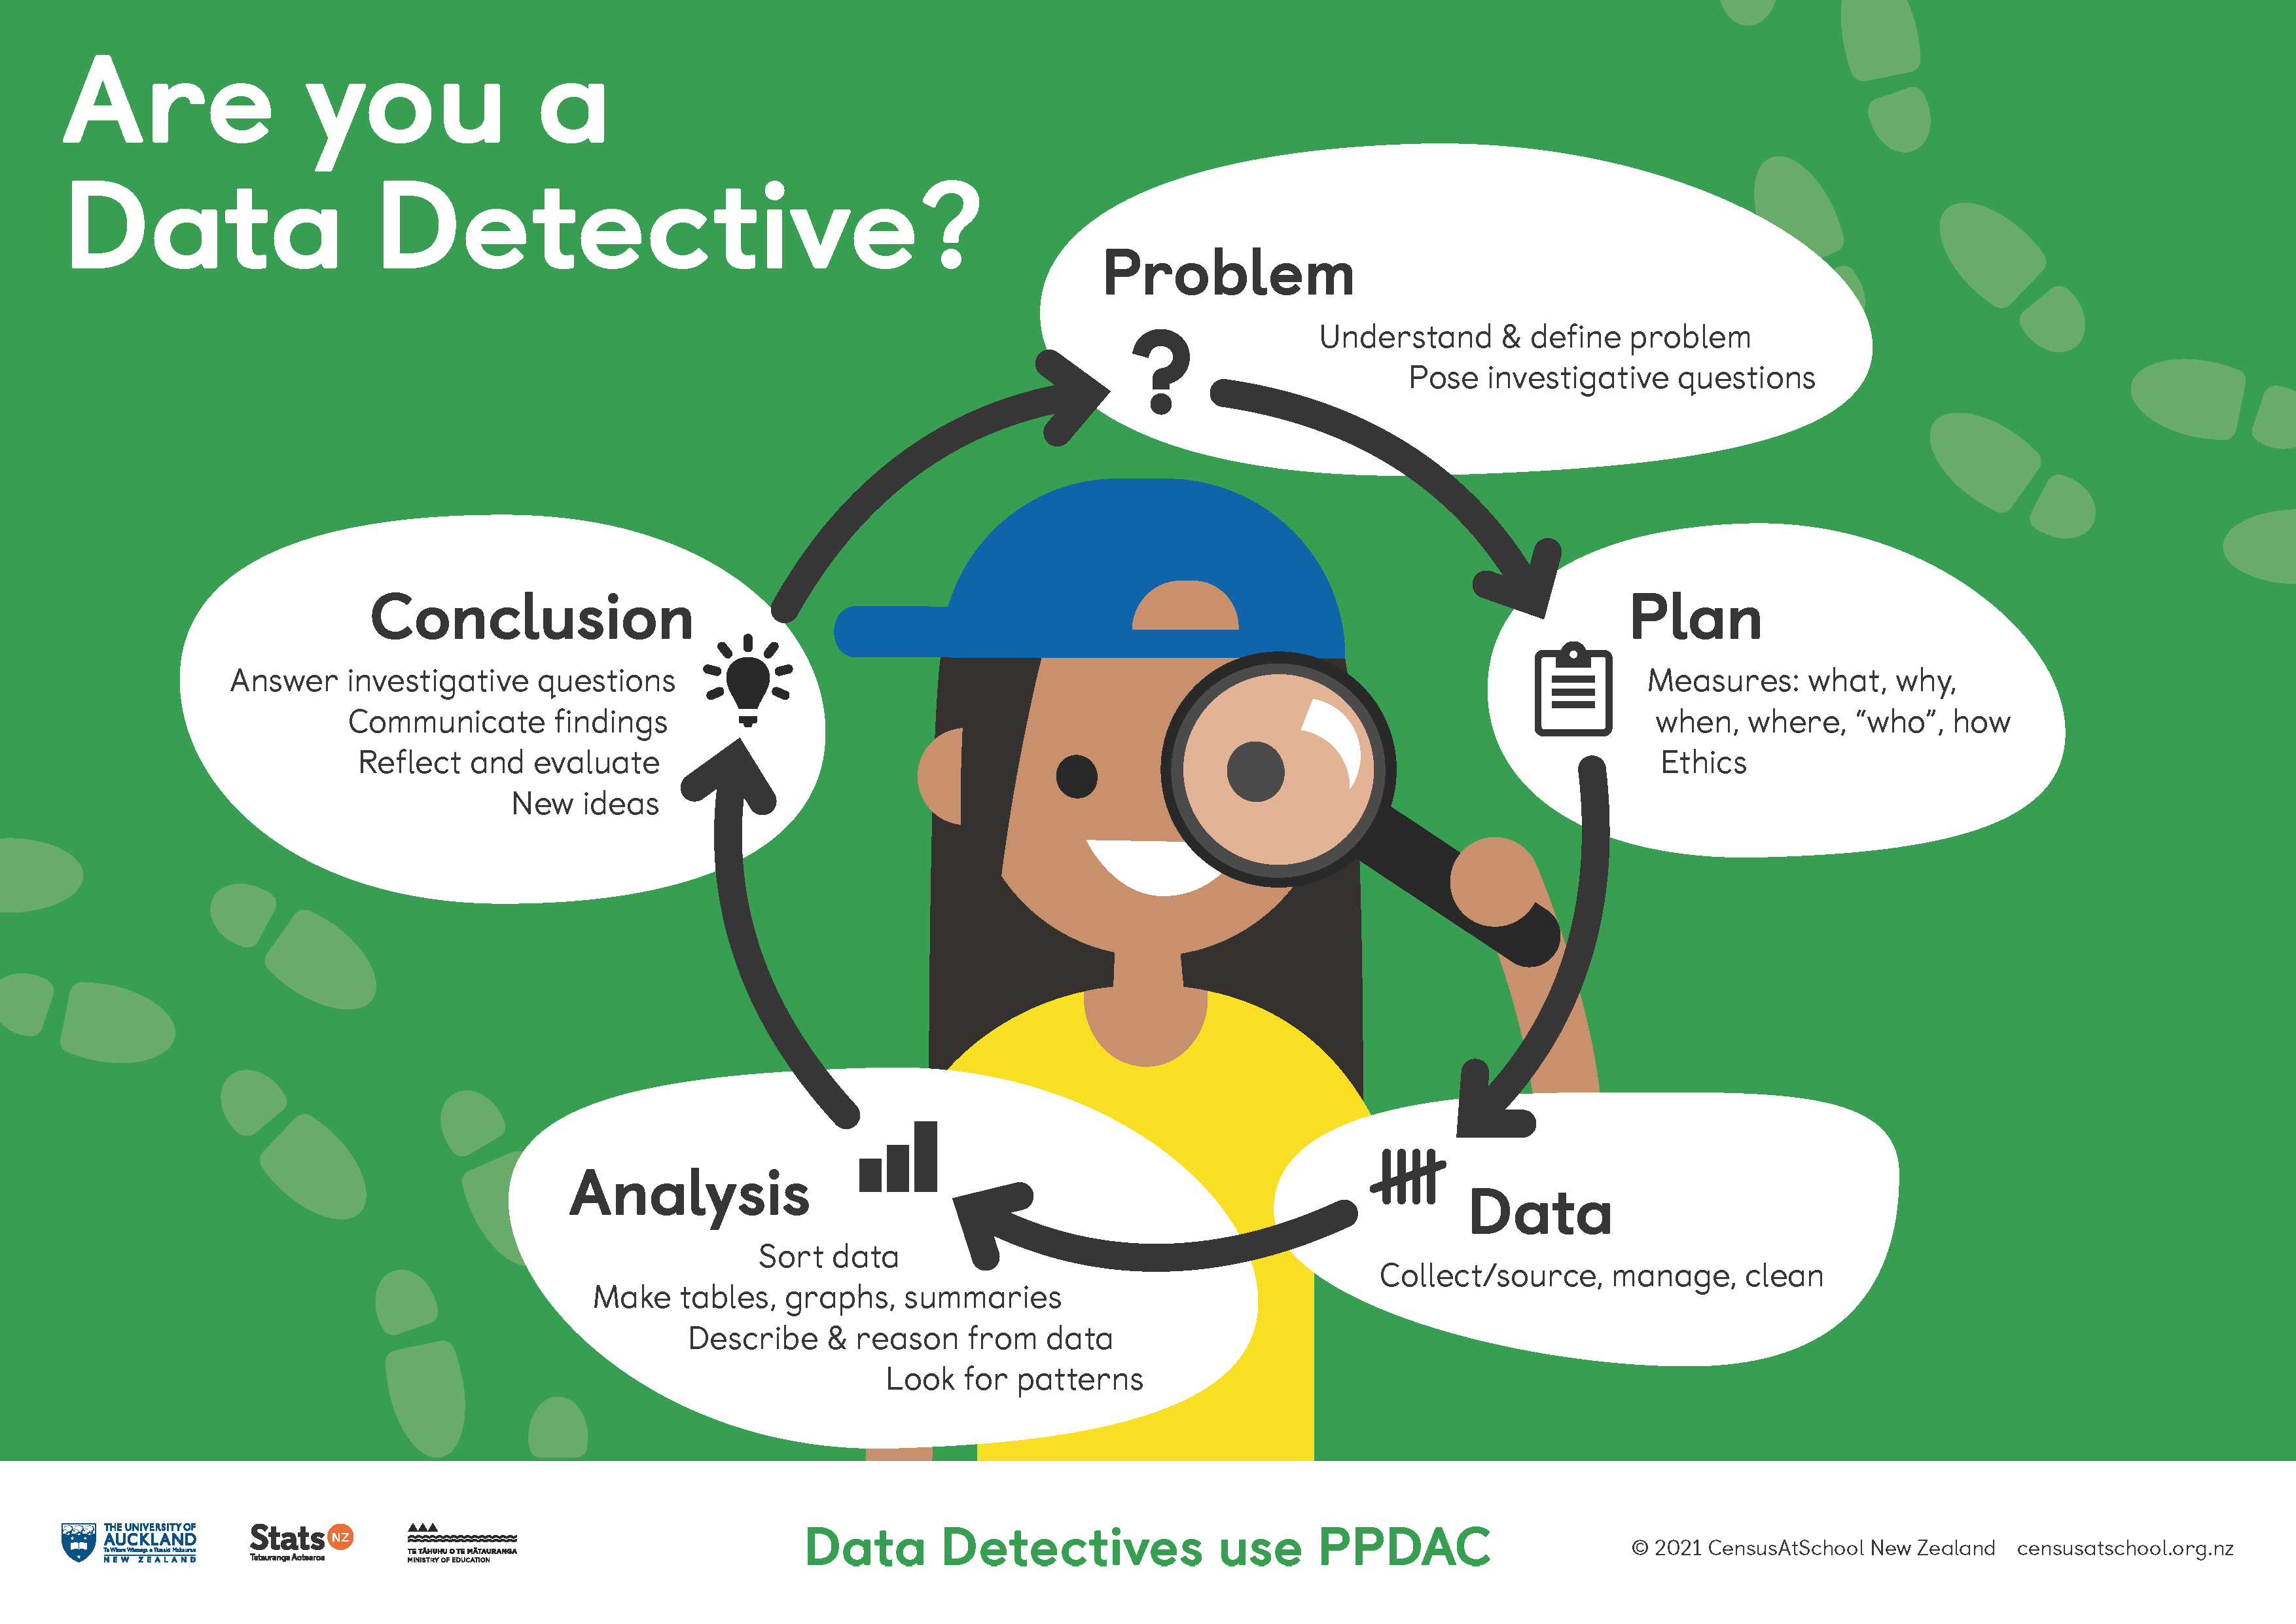 Are you a
Data Detective?
Problem
?
Understand & define problem
Pose investigative questions
Plan
Measures: what, why,
when, where, “who”, how
Ethics
Data
Collect/source, manage, clean
Analysis
Sort data
Make tables, graphs, summaries
Describe & reason from data
Look for patterns
Conclusion
Answer investigative questions
Communicate findings
Reflect and evaluate
New ideas
THE UNIVERSITY OF
AUCKLAND
Te Whare Wānanga o Tāmaki Makaurau
NEW ZEALAND
Stats NZ
Tatauranga Aotearoa
TE TĀHUHU O TE MĀTAURANGA
MINISTRY OF EDUCATION
Data Detectives use PPDAC
© 2021 CensusAtSchool New Zealand censusatschool.org.nz